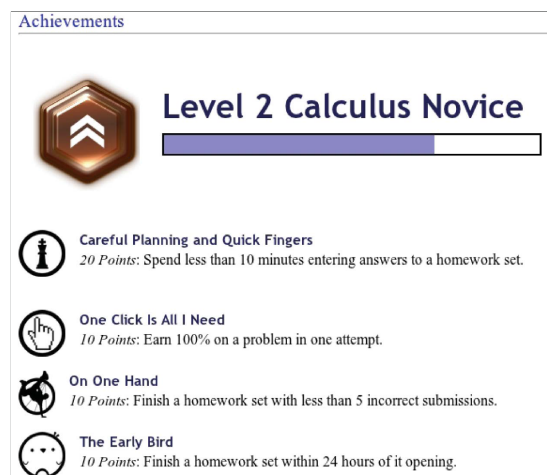 Achievements
Level 2 Calculus Novice
Careful Planning and Quick Fingers
20 Points: Spend less than 10 minutes entering answers to a homework set.
One Click Is All I Need
10 Points: Earn 100% on a problem in one attempt.
On One Hand
10 Points: Finish a homework set with less than 5 incorrect submissions.
The Early Bird
10 Points: Finish a homework set within 24 hours of it opening.